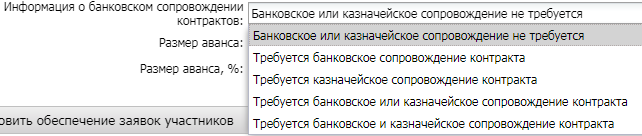 Информация о банковском сопровождении
контрактов:
Банковское или казначейское сопровождение не требуется
Банковское или казначейское сопровождение не требуется
Размер аванса:
Требуется банковское сопровождение контракта
Размер аванса, %:
Требуется казначейское сопровождение контракта
Требуется банковское или казначейское сопровождение контракта
овить обеспечение заявок участников
Требуется банковское и казначейское сопровождение контракта